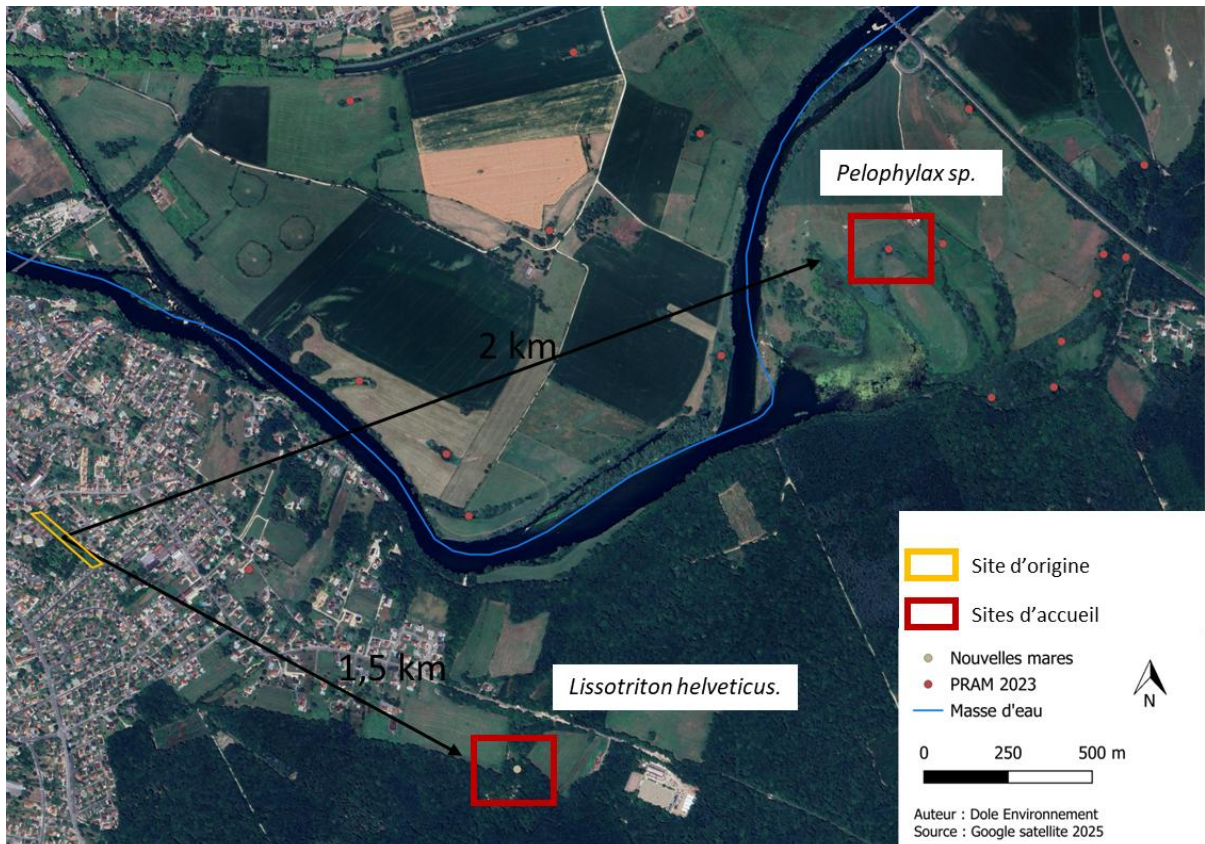 Pelophylax sp.
2 km
1,5 km
Lissotriton helveticus.
Site d'origine
Sites d'accueil
Nouvelles mares
PRAM 2023
Masse d'eau
N
0 250 500 m
Auteur : Dole Environnement
Source : Google satellite 2025